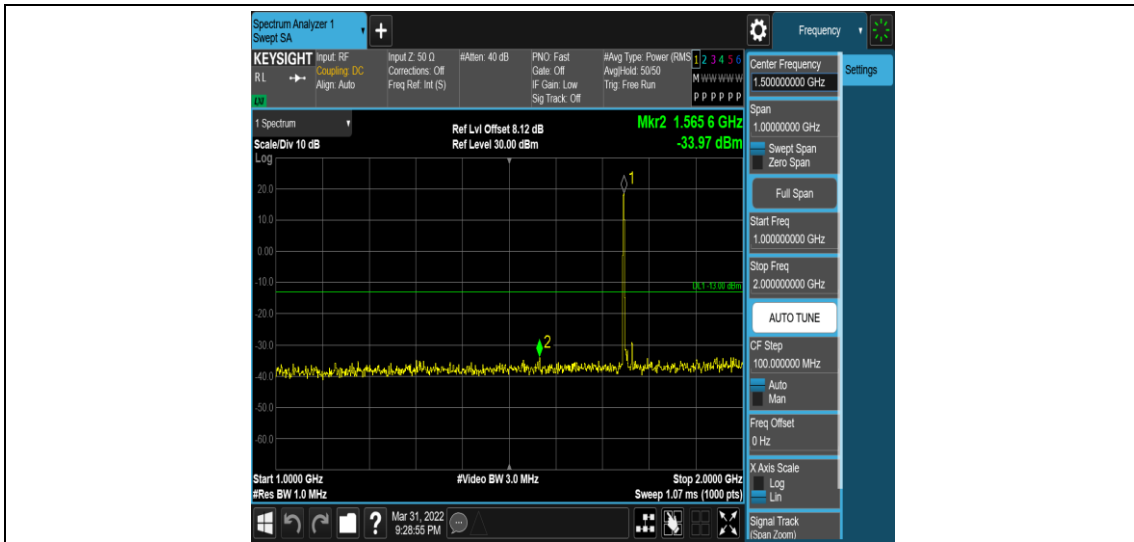 Spectrum Analyzer 1
Swept SA
+
Frequency
KEYSIGHT
RL
LXI
Input: RF
Coupling: DC
Align: Auto
Input Z: 50 Ω
Corrections: Off
Freq Ref: Int (S)
#Atten: 40 dB
PNO: Fast
Gate: Off
IF Gain: Low
Sig Track: Off
#Avg Type: Power (RMS
Avg|Hold: 50/50
Trig: Free Run
1 2 3 4 5 6
M W W W W W
P P P P P P
1 Spectrum
Scale/Div 10 dB
Log
Ref Lvl Offset 8.12 dB
Ref Level 30.00 dBm
Mkr2 1.565 6 GHz
-33.97 dBm
1
20.0
10.0
0.00
-10.0
DL1 -13.00 dBm
-20.0
-30.0
2
-40.0
-50.0
-60.0
Start 1.0000 GHz
#Res BW 1.0 MHz
#Video BW 3.0 MHz
Stop 2.0000 GHz
Sweep 1.07 ms (1000 pts)
Center Frequency
1.500000000 GHz
Settings
Span
1.00000000 GHz
Swept Span
Zero Span
Full Span
Start Freq
1.000000000 GHz
Stop Freq
2.000000000 GHz
AUTO TUNE
CF Step
100.000000 MHz
Auto
Man
Freq Offset
0 Hz
X Axis Scale
Log
Lin
Signal Track
(Span Zoom)
?
Mar 31, 2022
9:28:55 PM